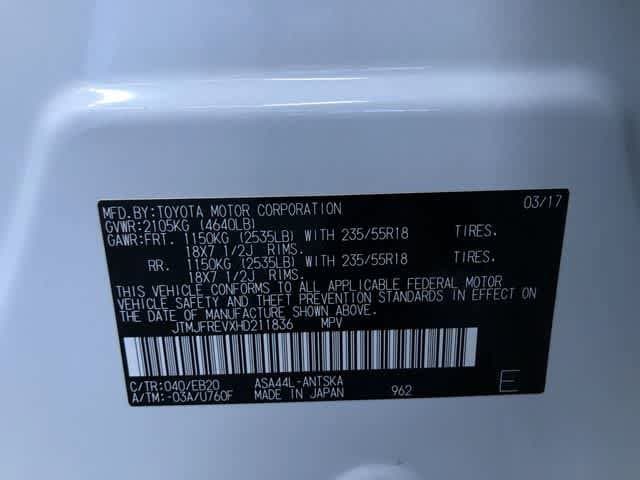 MFD.BY:TOYOTA MOTOR CORPORATION 03/17
GVWR:2105KG (4640LB)
GAWR:FRT. 1150KG (2535LB) WITH 235/55R18 TIRES.
18X7 1/2J RIMS.
RR. 1150KG (2535LB) WITH 235/55R18 TIRES.
18X7 1/2J RIMS.
THIS VEHICLE CONFORMS TO ALL APPLICABLE FEDERAL MOTOR
VEHICLE SAFETY AND THEFT PREVENTION STANDARDS IN EFFECT
ON THE DATE OF MANUFACTURE SHOWN ABOVE.
JTMJFREVXHD211836 MPV
C/TR:040/EB20 ASA44L-ANTSKA
A/TM:-03A/U760F MADE IN JAPAN 962 E